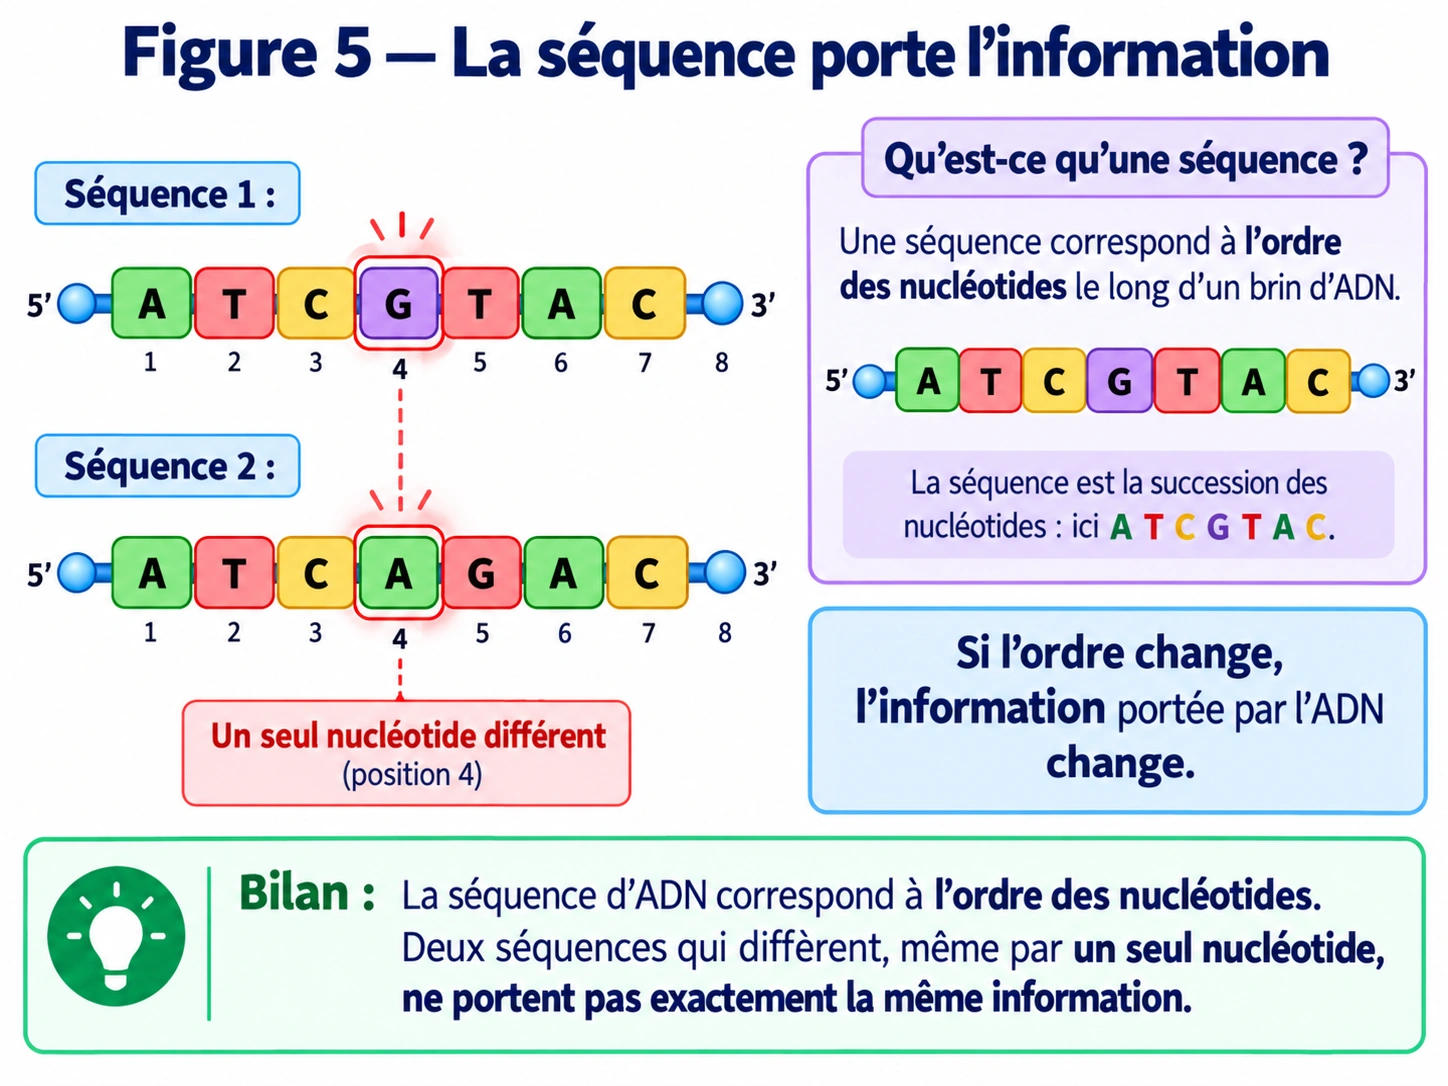 Figure 5 — La séquence porte l'information
Séquence 1 :
5' A T C G T A C 3'
1 2 3 4 5 6 7 8
Séquence 2 :
5' A T C A G A C 3'
1 2 3 4 5 6 7 8
Un seul nucléotide différent
(position 4)
Qu'est-ce qu'une séquence ?
Une séquence correspond à l'ordre
des nucléotides le long d'un brin d'ADN.
5' A T C G T A C 3'
La séquence est la succession des
nucléotides : ici A T C G T A C.
Si l'ordre change,
l'information portée par l'ADN
change.
Bilan : La séquence d'ADN correspond à l'ordre des nucléotides.
Deux séquences qui diffèrent, même par un seul nucléotide,
ne portent pas exactement la même information.